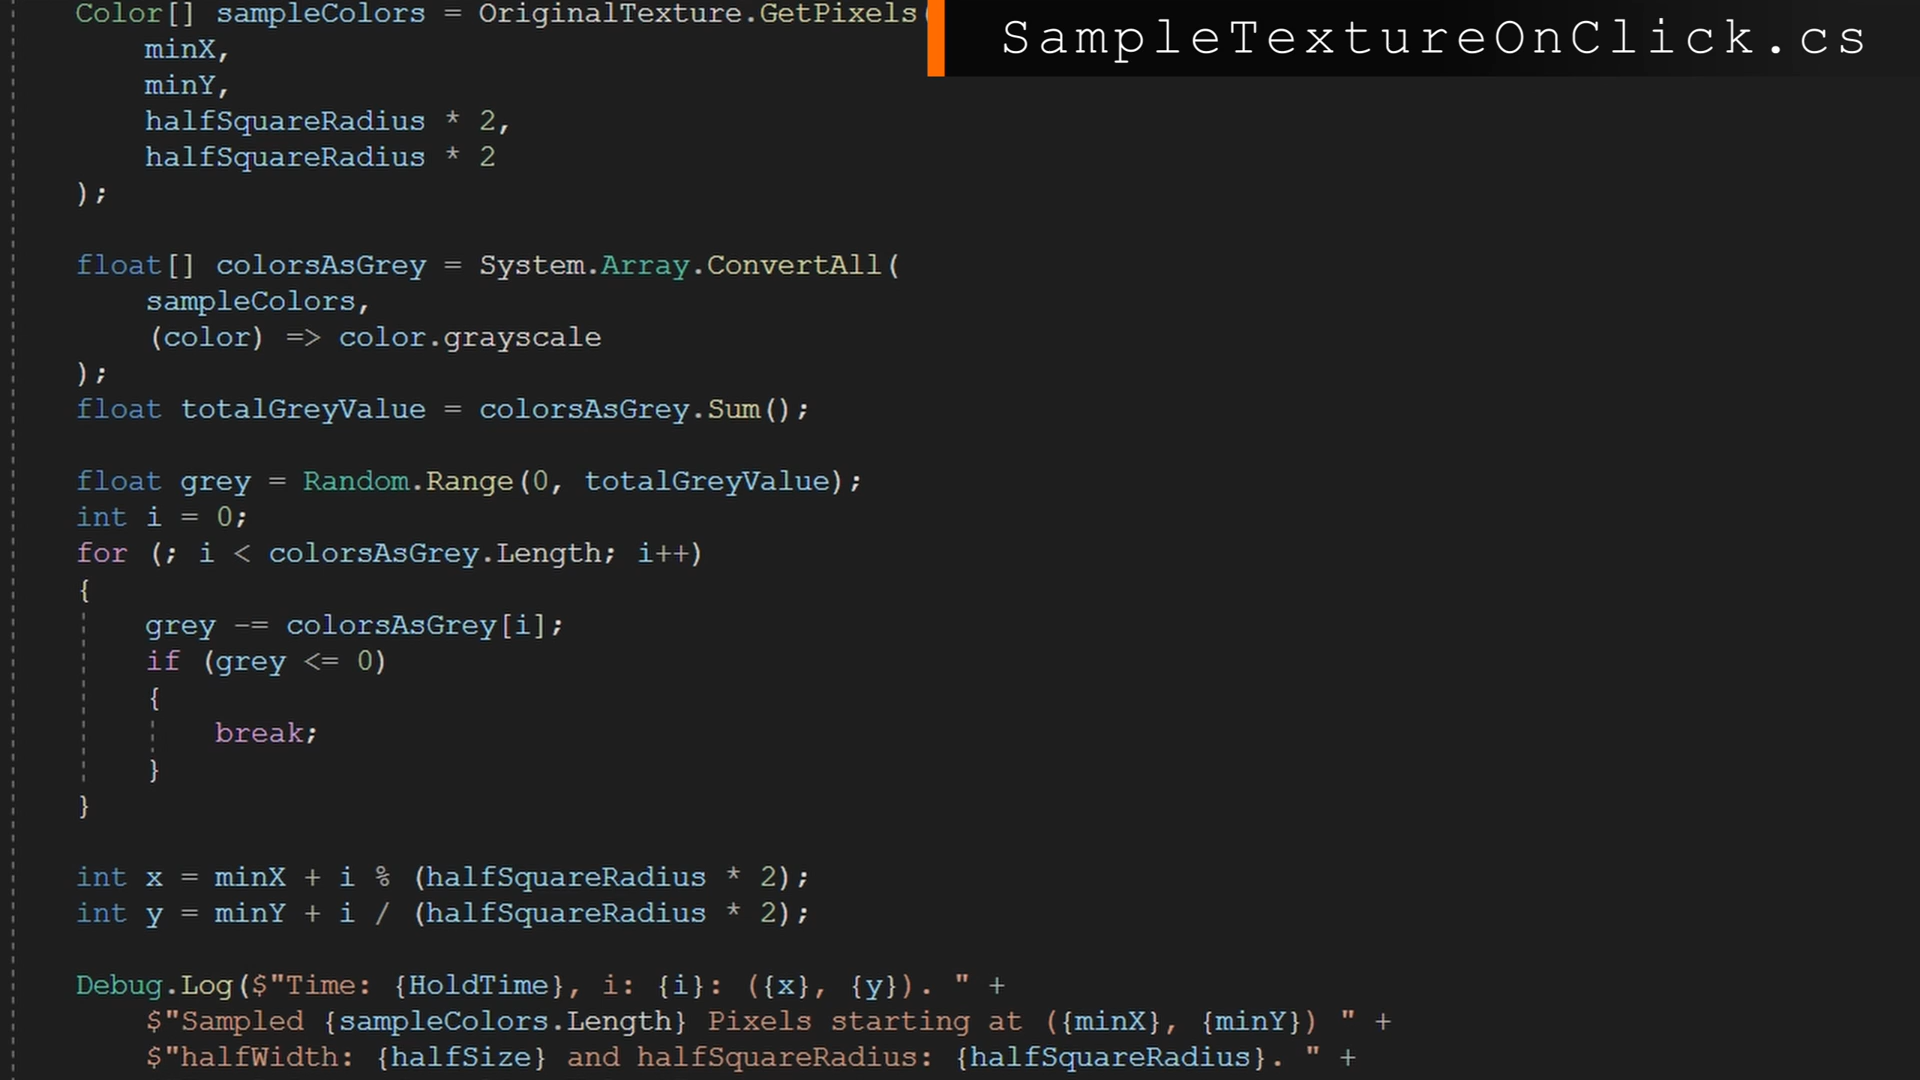 Color[] sampleColors = OriginalTexture.GetPixels(
SampleTextureOnClick.cs
    minX,
    minY,
    halfSquareRadius * 2,
    halfSquareRadius * 2
);
float[] colorsAsGrey = System.Array.ConvertAll(
    sampleColors,
    (color) => color.grayscale
);
float totalGreyValue = colorsAsGrey.Sum();
float grey = Random.Range(0, totalGreyValue);
int i = 0;
for (; i < colorsAsGrey.Length; i++)
{
    grey -= colorsAsGrey[i];
    if (grey <= 0)
    {
        break;
    }
}
int x = minX + i % (halfSquareRadius * 2);
int y = minY + i / (halfSquareRadius * 2);
Debug.Log($"Time: {HoldTime}, i: {i}: ({x}, {y}). " +
    $"Sampled {sampleColors.Length} Pixels starting at ({minX}, {minY}) " +
    $"halfWidth: {halfSize} and halfSquareRadius: {halfSquareRadius}. " +